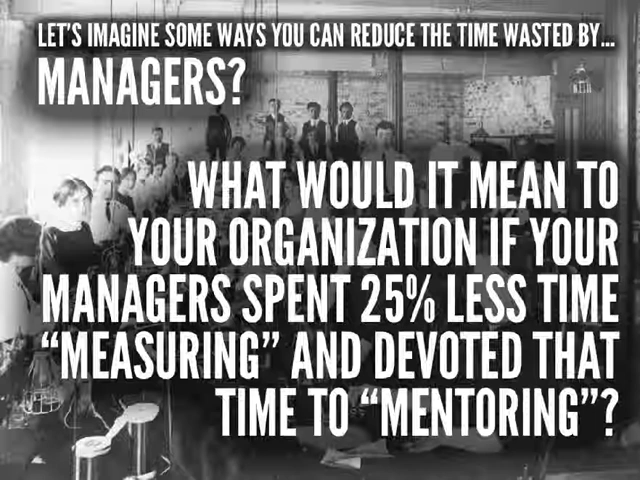 LET'S IMAGINE SOME WAYS YOU CAN REDUCE THE TIME WASTED BY...
MANAGERS?
WHAT WOULD IT MEAN TO
YOUR ORGANIZATION IF YOUR
MANAGERS SPENT 25% LESS TIME
“MEASURING” AND DEVOTED THAT
TIME TO “MENTORING”?